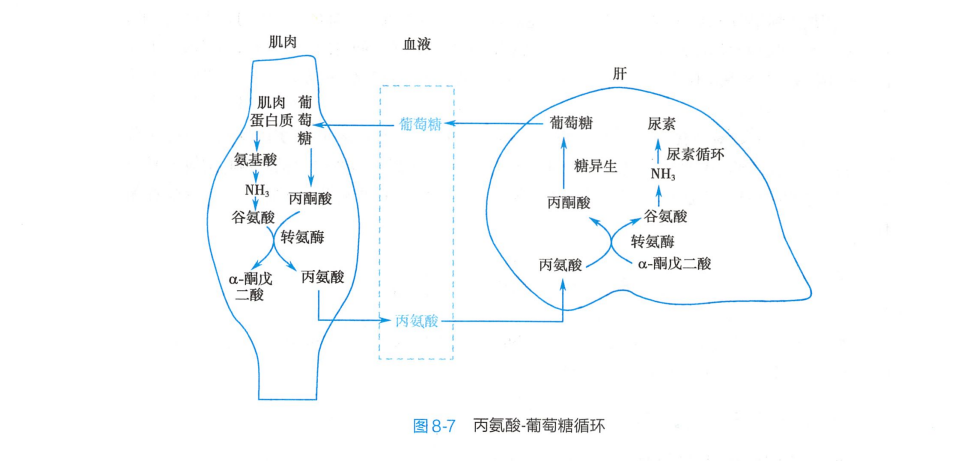 肌肉
血液
肝
肌肉
蛋白质
葡
萄
糖
氨基酸
NH₃
谷氨酸
丙酮酸
转氨酶
α-酮戊
二酸
丙氨酸
葡萄糖
丙氨酸
葡萄糖
糖异生
丙酮酸
丙氨酸
尿素
尿素循环
NH₃
谷氨酸
转氨酶
α-酮戊二酸
图8-7 丙氨酸-葡萄糖循环